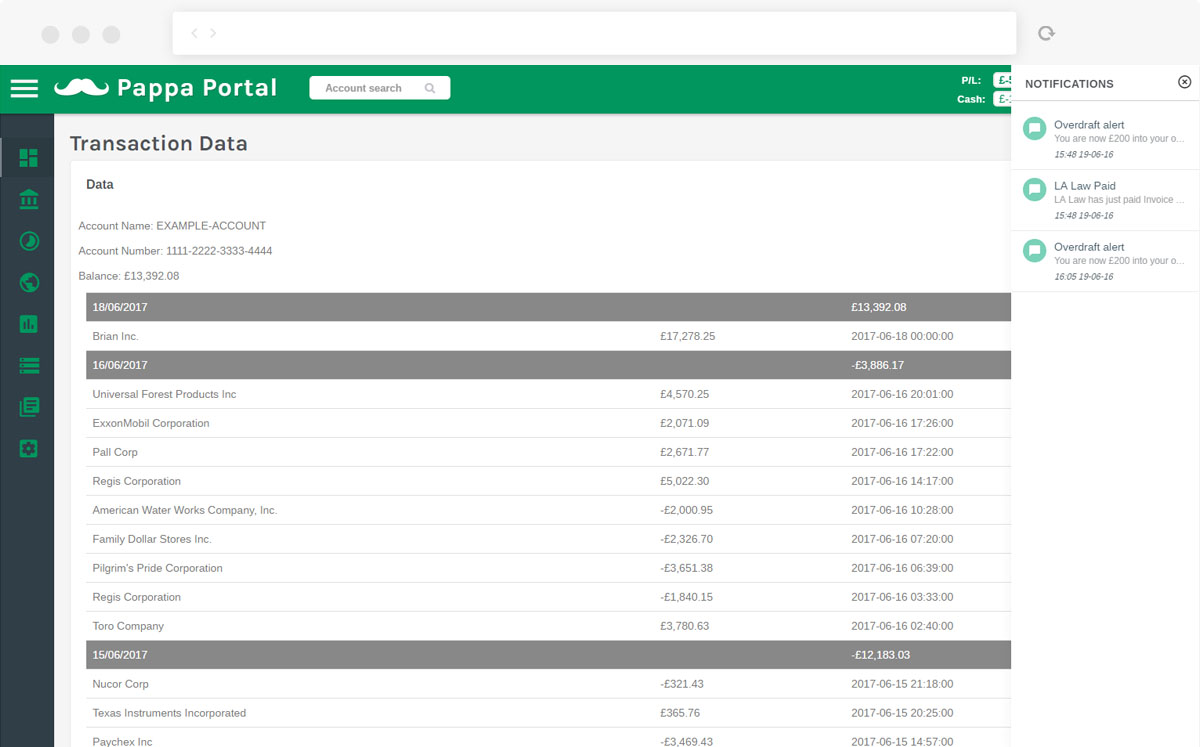 Pappa Portal
Account search
P/L: £-5
Cash: £-1
NOTIFICATIONS
Overdraft alert
You are now £200 into your o...
15:48 19-06-16
LA Law Paid
LA Law has just paid Invoice ...
15:48 19-06-16
Overdraft alert
You are now £200 into your o...
16:05 19-06-16
Transaction Data
Data
Account Name: EXAMPLE-ACCOUNT
Account Number: 1111-2222-3333-4444
Balance: £13,392.08
18/06/2017 £13,392.08
Brian Inc. £17,278.25 2017-06-18 00:00:00
16/06/2017 -£3,886.17
Universal Forest Products Inc £4,570.25 2017-06-16 20:01:00
ExxonMobil Corporation £2,071.09 2017-06-16 17:26:00
Pall Corp £2,671.77 2017-06-16 17:22:00
Regis Corporation £5,022.30 2017-06-16 14:17:00
American Water Works Company, Inc. -£2,000.95 2017-06-16 10:28:00
Family Dollar Stores Inc. -£2,326.70 2017-06-16 07:20:00
Pilgrim's Pride Corporation -£3,651.38 2017-06-16 06:39:00
Regis Corporation -£1,840.15 2017-06-16 03:33:00
Toro Company £3,780.63 2017-06-16 02:40:00
15/06/2017 -£12,183.03
Nucor Corp -£321.43 2017-06-15 21:18:00
Texas Instruments Incorporated £365.76 2017-06-15 20:25:00
Paychex Inc -£3,469.43 2017-06-15 14:57:00